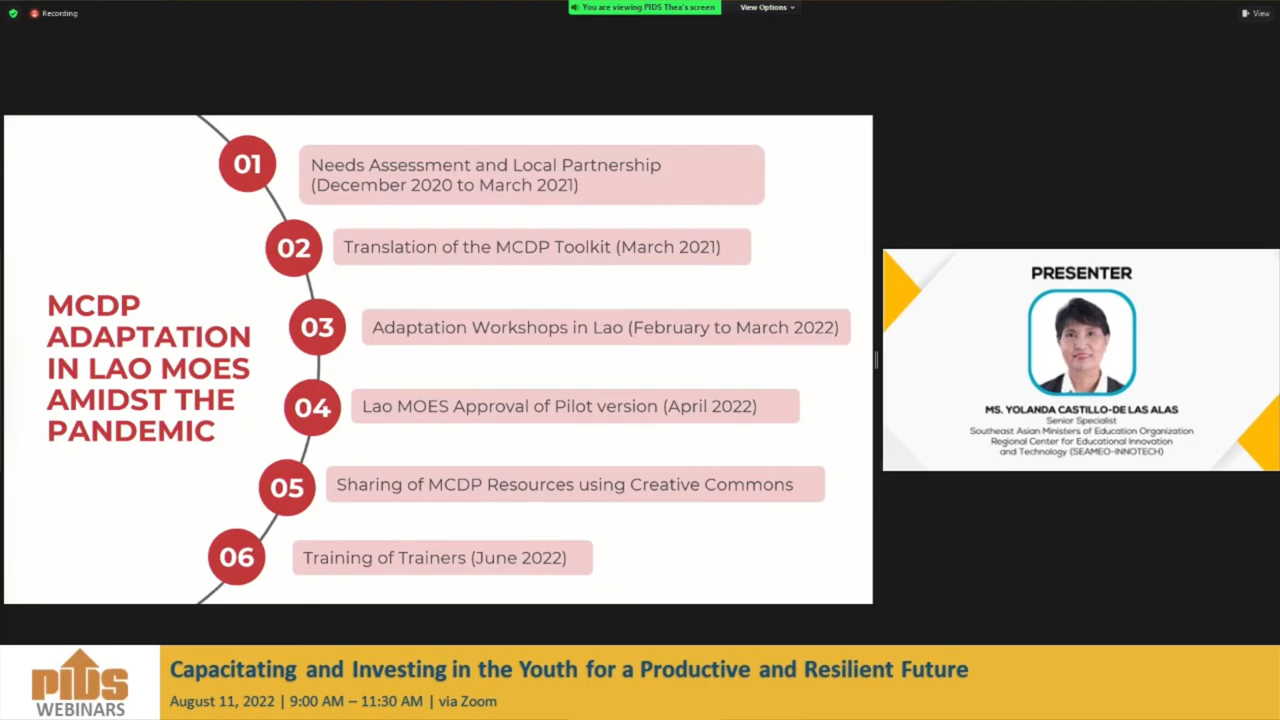 Recording
You are viewing PIDS Thea's screen
View Options
View
MCDP
ADAPTATION
IN LAO MOES
AMIDST THE
PANDEMIC
01
Needs Assessment and Local Partnership
(December 2020 to March 2021)
02
Translation of the MCDP Toolkit (March 2021)
03
Adaptation Workshops in Lao (February to March 2022)
04
Lao MOES Approval of Pilot version (April 2022)
05
Sharing of MCDP Resources using Creative Commons
06
Training of Trainers (June 2022)
PRESENTER
MS. YOLANDA CASTILLO-DE LAS ALAS
Senior Specialist
Southeast Asian Ministers of Education Organization
Regional Center for Educational Innovation
and Technology (SEAMEO-INNOTECH)
PIDS
WEBINARS
Capacitating and Investing in the Youth for a Productive and Resilient Future
August 11, 2022 | 9:00 AM – 11:30 AM | via Zoom